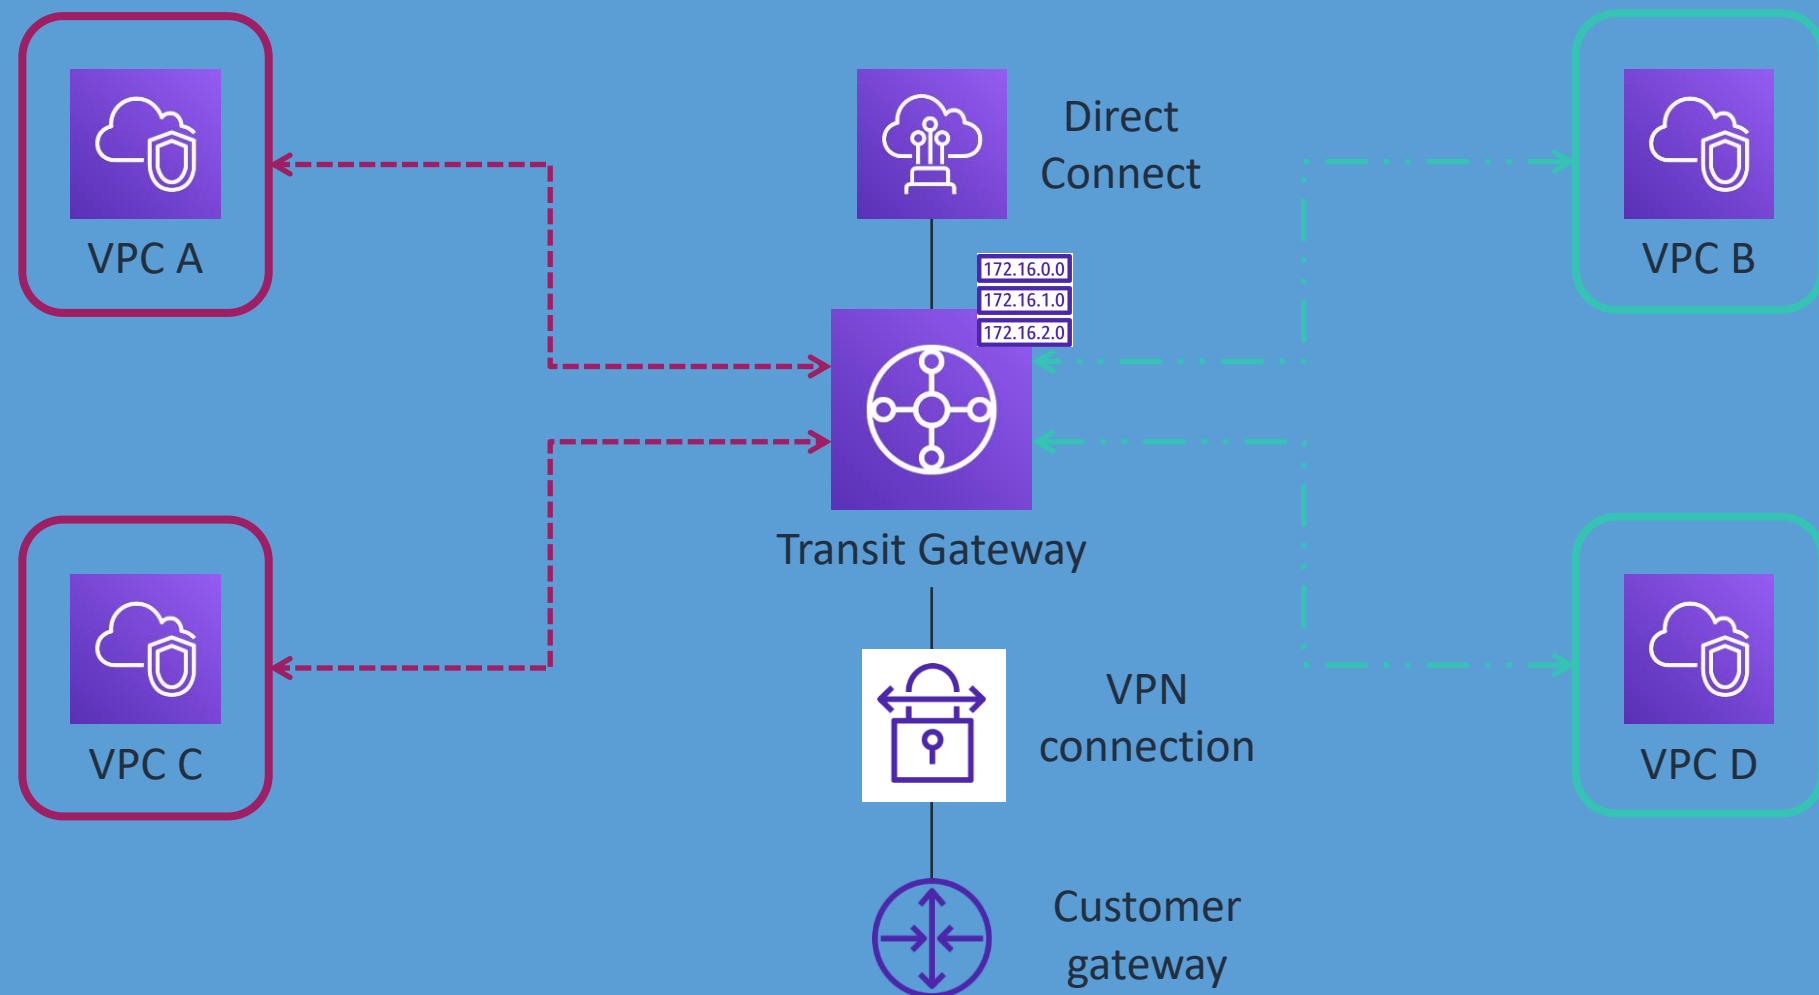 Direct
Connect
VPC A
VPC B
172.16.0.0
172.16.1.0
172.16.2.0
Transit Gateway
VPN
connection
VPC C
VPC D
Customer
gateway